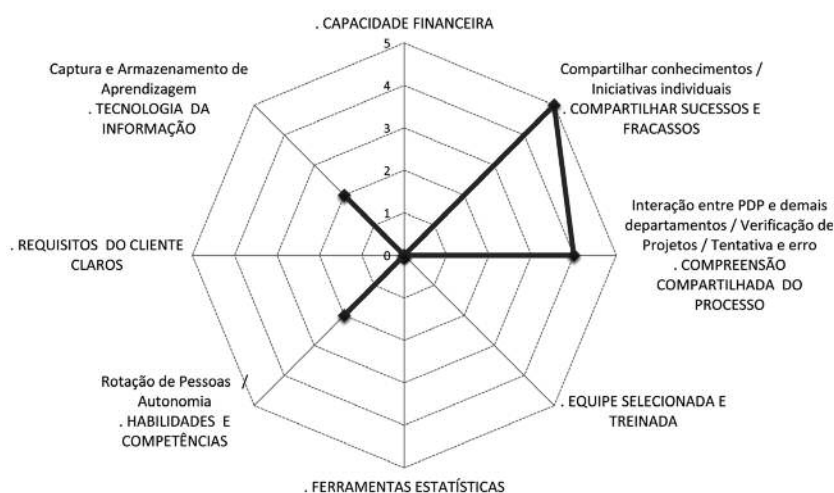 . CAPACIDADE FINANCEIRA
5
4
3
2
1
0
Compartilhar conhecimentos /
Iniciativas individuais
. COMPARTILHAR SUCESSOS E
FRACASSOS
Interação entre PDP e demais
departamentos / Verificação de
Projetos / Tentativa e erro
. COMPREENSÃO
COMPARTILHADA DO
PROCESSO
. EQUIPE SELECIONADA E
TREINADA
. FERRAMENTAS ESTATÍSTICAS
Rotação de Pessoas /
Autonomia
. HABILIDADES E
COMPETÊNCIAS
. REQUISITOS DO CLIENTE
CLAROS
Captura e Armazenamento de
Aprendizagem
. TECNOLOGIA DA
INFORMAÇÃO